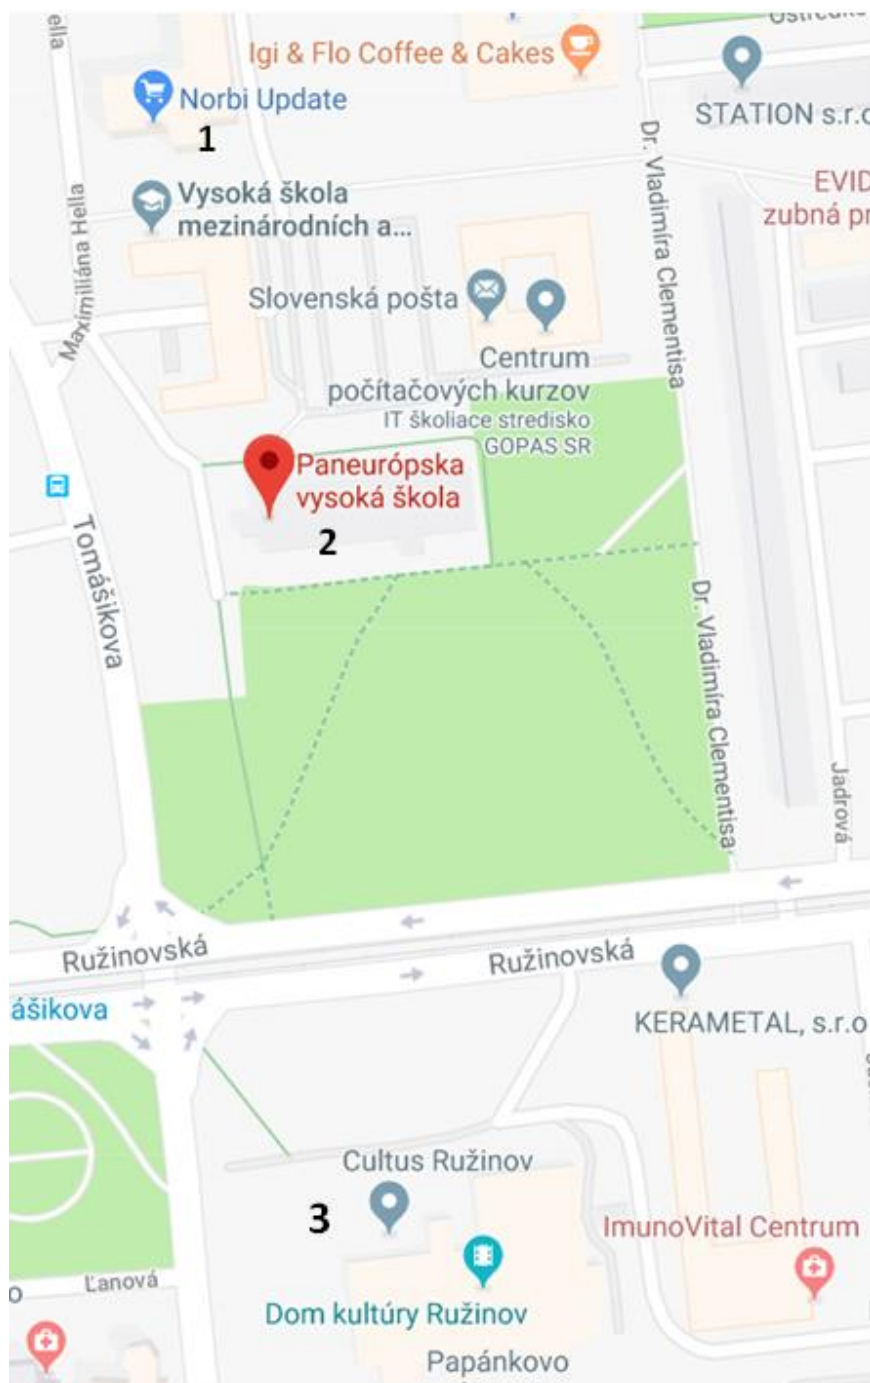 ella
Igi & Flo Coffee & Cakes
Norbi Update
STATION s.r.o
1
Dr. Vladimíra Clementisa
Maximiliána Hella
Vysoká škola
mezinárodních a...
EVID
zubná pr
Slovenská pošta
Centrum
počítačových kurzov
IT školiace stredisko
GOPAS SR
Paneurópska
vysoká škola
2
Tomášikova
Dr. Vladimíra Clementisa
Jadrová
Ružinovská
Ružinovská
ášikova
KERAMETAL, s.r.o
Cultus Ružinov
3
ImunoVital Centrum
Ľanová
o
Dom kultúry Ružinov
Papánkovo